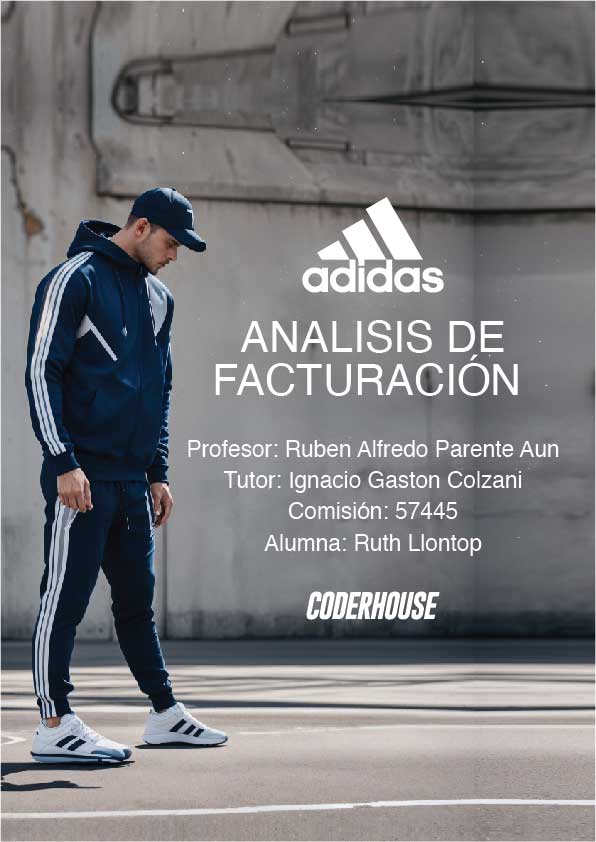 adidas
ANALISIS DE
FACTURACIÓN
Profesor: Ruben Alfredo Parente Aun
Tutor: Ignacio Gaston Colzani
Comisión: 57445
Alumna: Ruth Llontop
CODERHOUSE